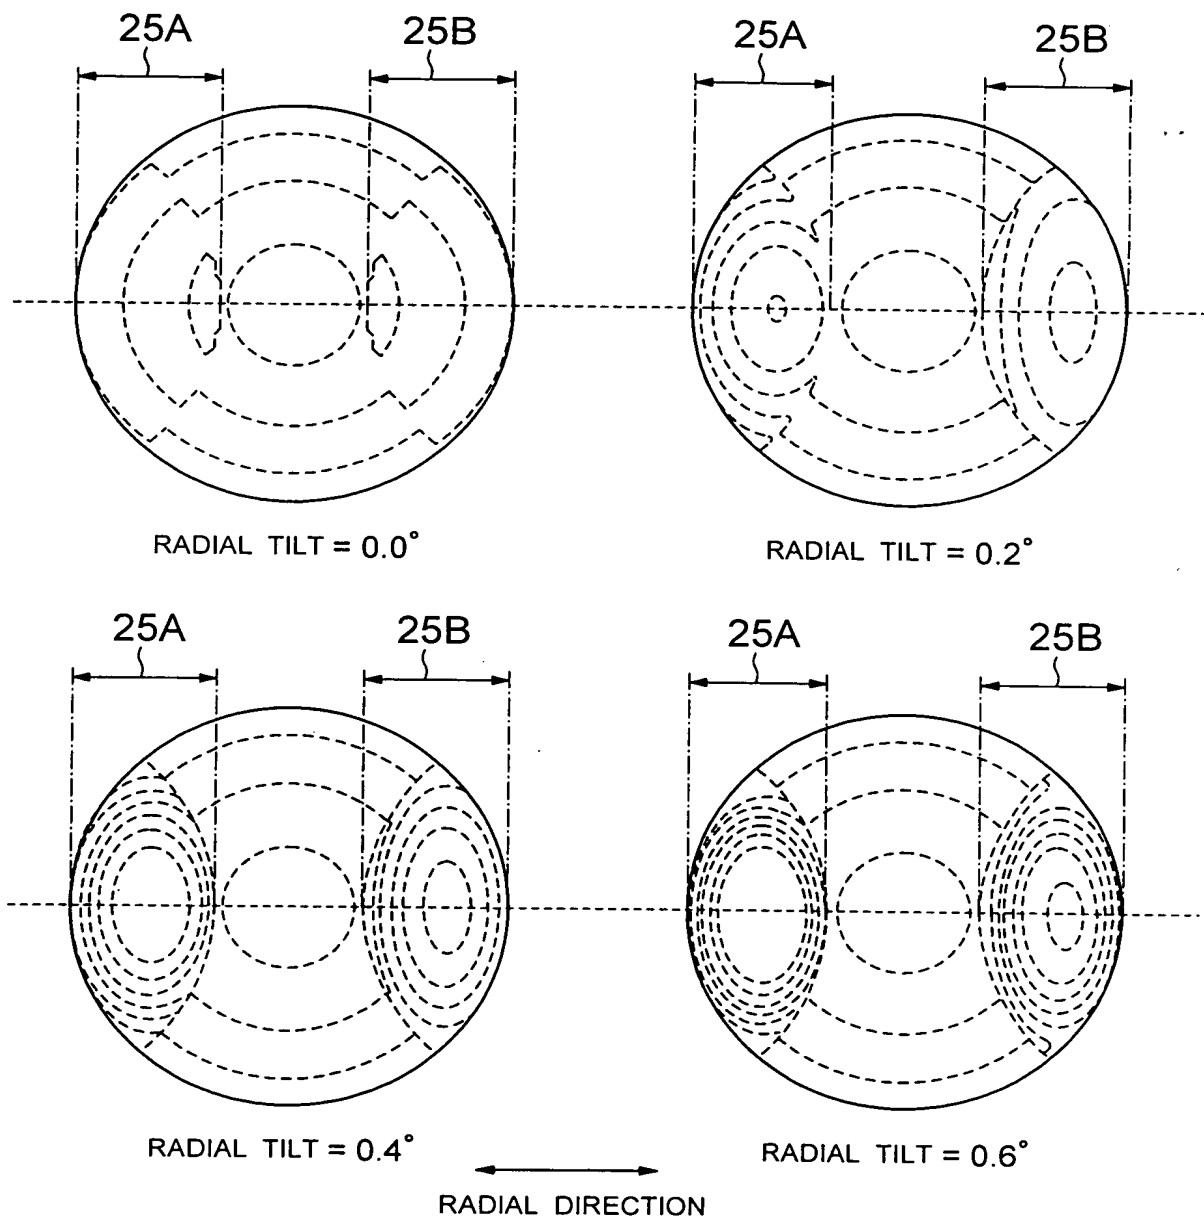 25A
25B
25A
25B
RADIAL TILT = 0.0°
RADIAL TILT = 0.2°
25A
25B
25A
25B
RADIAL TILT = 0.4°
RADIAL TILT = 0.6°
RADIAL DIRECTION